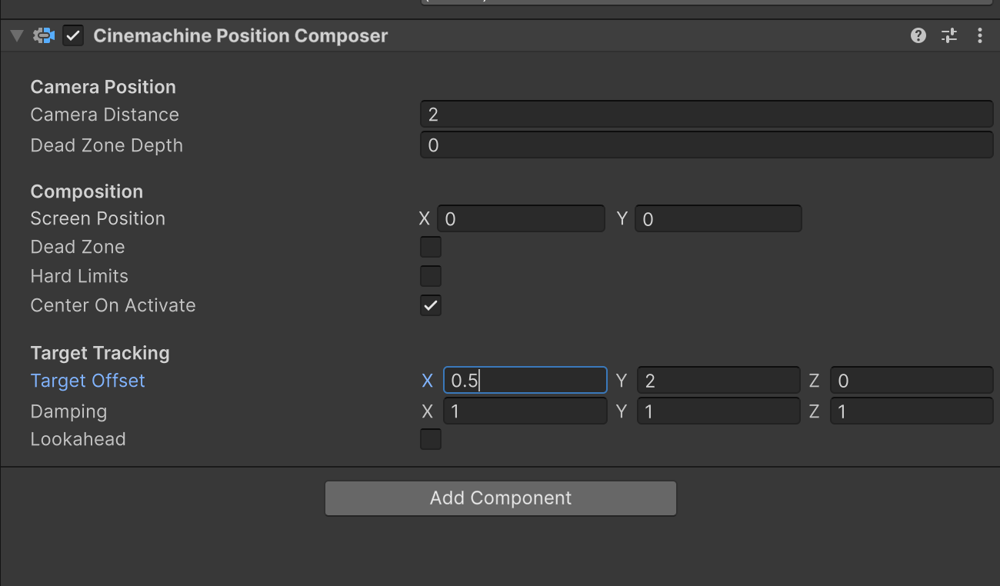 Cinemachine Position Composer
Camera Position
Camera Distance 2
Dead Zone Depth 0
Composition
Screen Position X 0 Y 0
Dead Zone
Hard Limits
Center On Activate
Target Tracking
Target Offset X 0.5 Y 2 Z 0
Damping X 1 Y 1 Z 1
Lookahead
Add Component